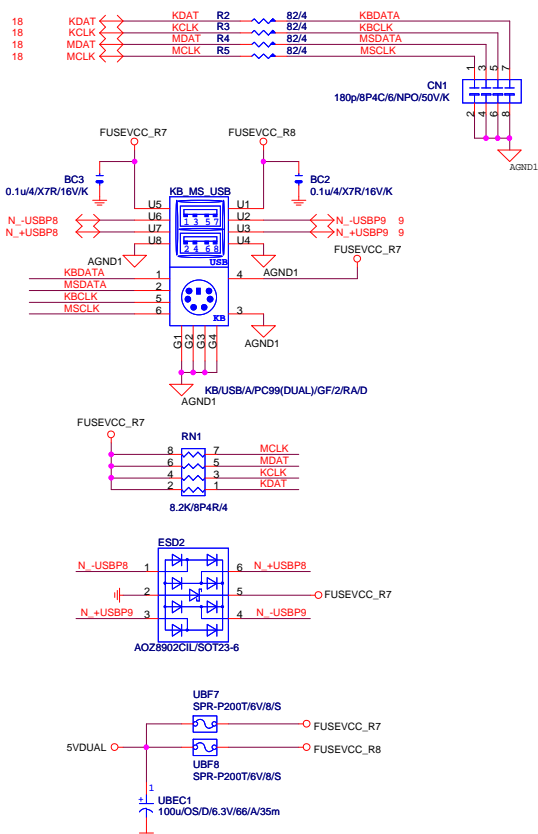 18 KDAT KDAT R2 82/4 KBDATA
18 KCLK KCLK R3 82/4 KBCLK
18 MDAT MDAT R4 82/4 MSDATA
18 MCLK MCLK R5 82/4 MSCLK
1 3 5 7
CN1
180p/8P4C/6/NPO/50V/K
2 4 6 8
AGND1
FUSEVCC_R7 FUSEVCC_R8
BC3 KB_MS_USB BC2
0.1u/4/X7R/16V/K 0.1u/4/X7R/16V/K
U5 U1
N_-USBP8 U6 1 3 5 7 U2 N_-USBP9 9
N_+USBP8 U7 U3 N_+USBP9 9
U8 2 4 6 8 U4
FUSEVCC_R7
AGND1 USB AGND1
KBDATA 1 4
MSDATA 2
KBCLK 5
MSCLK 6 KB 3
AGND1
G1 G2 G3 G4
AGND1
KB/USB/A/PC99(DUAL)/GF/2/RA/D
FUSEVCC_R7
RN1
8 7 MCLK
6 5 MDAT
4 3 KCLK
2 1 KDAT
8.2K/8P4R/4
ESD2
N_-USBP8 1 6 N_+USBP8
2 5 FUSEVCC_R7
N_+USBP9 3 4 N_-USBP9
AOZ8902CIL/SOT23-6
UBF7
SPR-P200T/6V/8/S
FUSEVCC_R7
5VDUAL FUSEVCC_R8
UBF8
SPR-P200T/6V/8/S
1
+ UBEC1
100u/OS/D/6.3V/66/A/35m